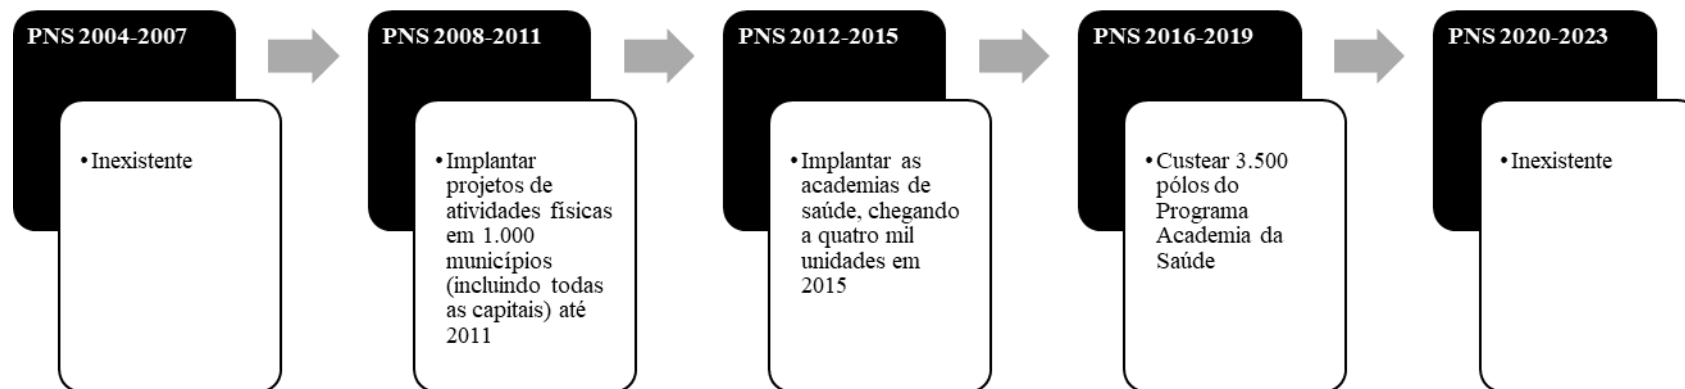 PNS 2004-2007
•Inexistente
PNS 2008-2011
•Implantar
projetos de
atividades físicas
em 1.000
municípios
(incluindo todas
as capitais) até
2011
PNS 2012-2015
•Implantar as
academias de
saúde, chegando
a quatro mil
unidades em
2015
PNS 2016-2019
•Custear 3.500
pólos do
Programa
Academia da
Saúde
PNS 2020-2023
•Inexistente